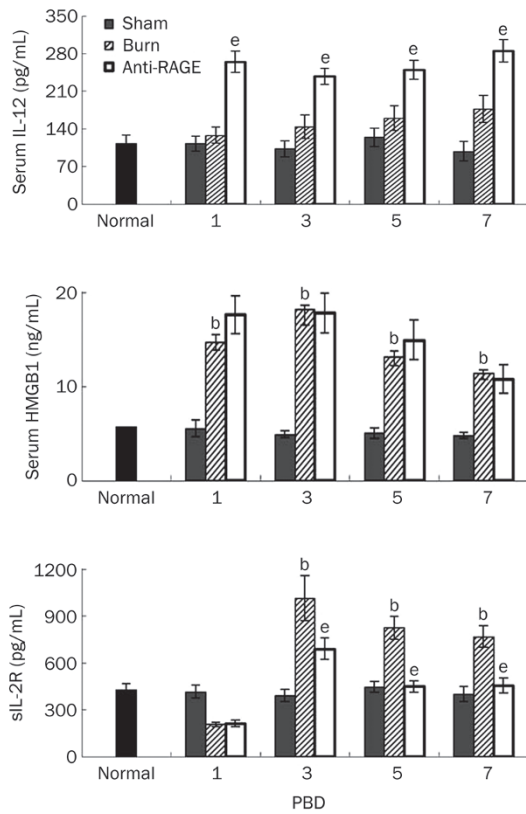 Serum IL-12 (pg/mL)
350
280
210
140
70
0
Sham
Burn
Anti-RAGE
e
e
e
e
Normal
1
3
5
7
Serum HMGB1 (ng/mL)
20
10
0
b
b
b
b
Normal
1
3
5
7
sIL-2R (pg/mL)
1200
900
600
300
0
b
e
b
e
b
e
Normal
1
3
5
7
PBD